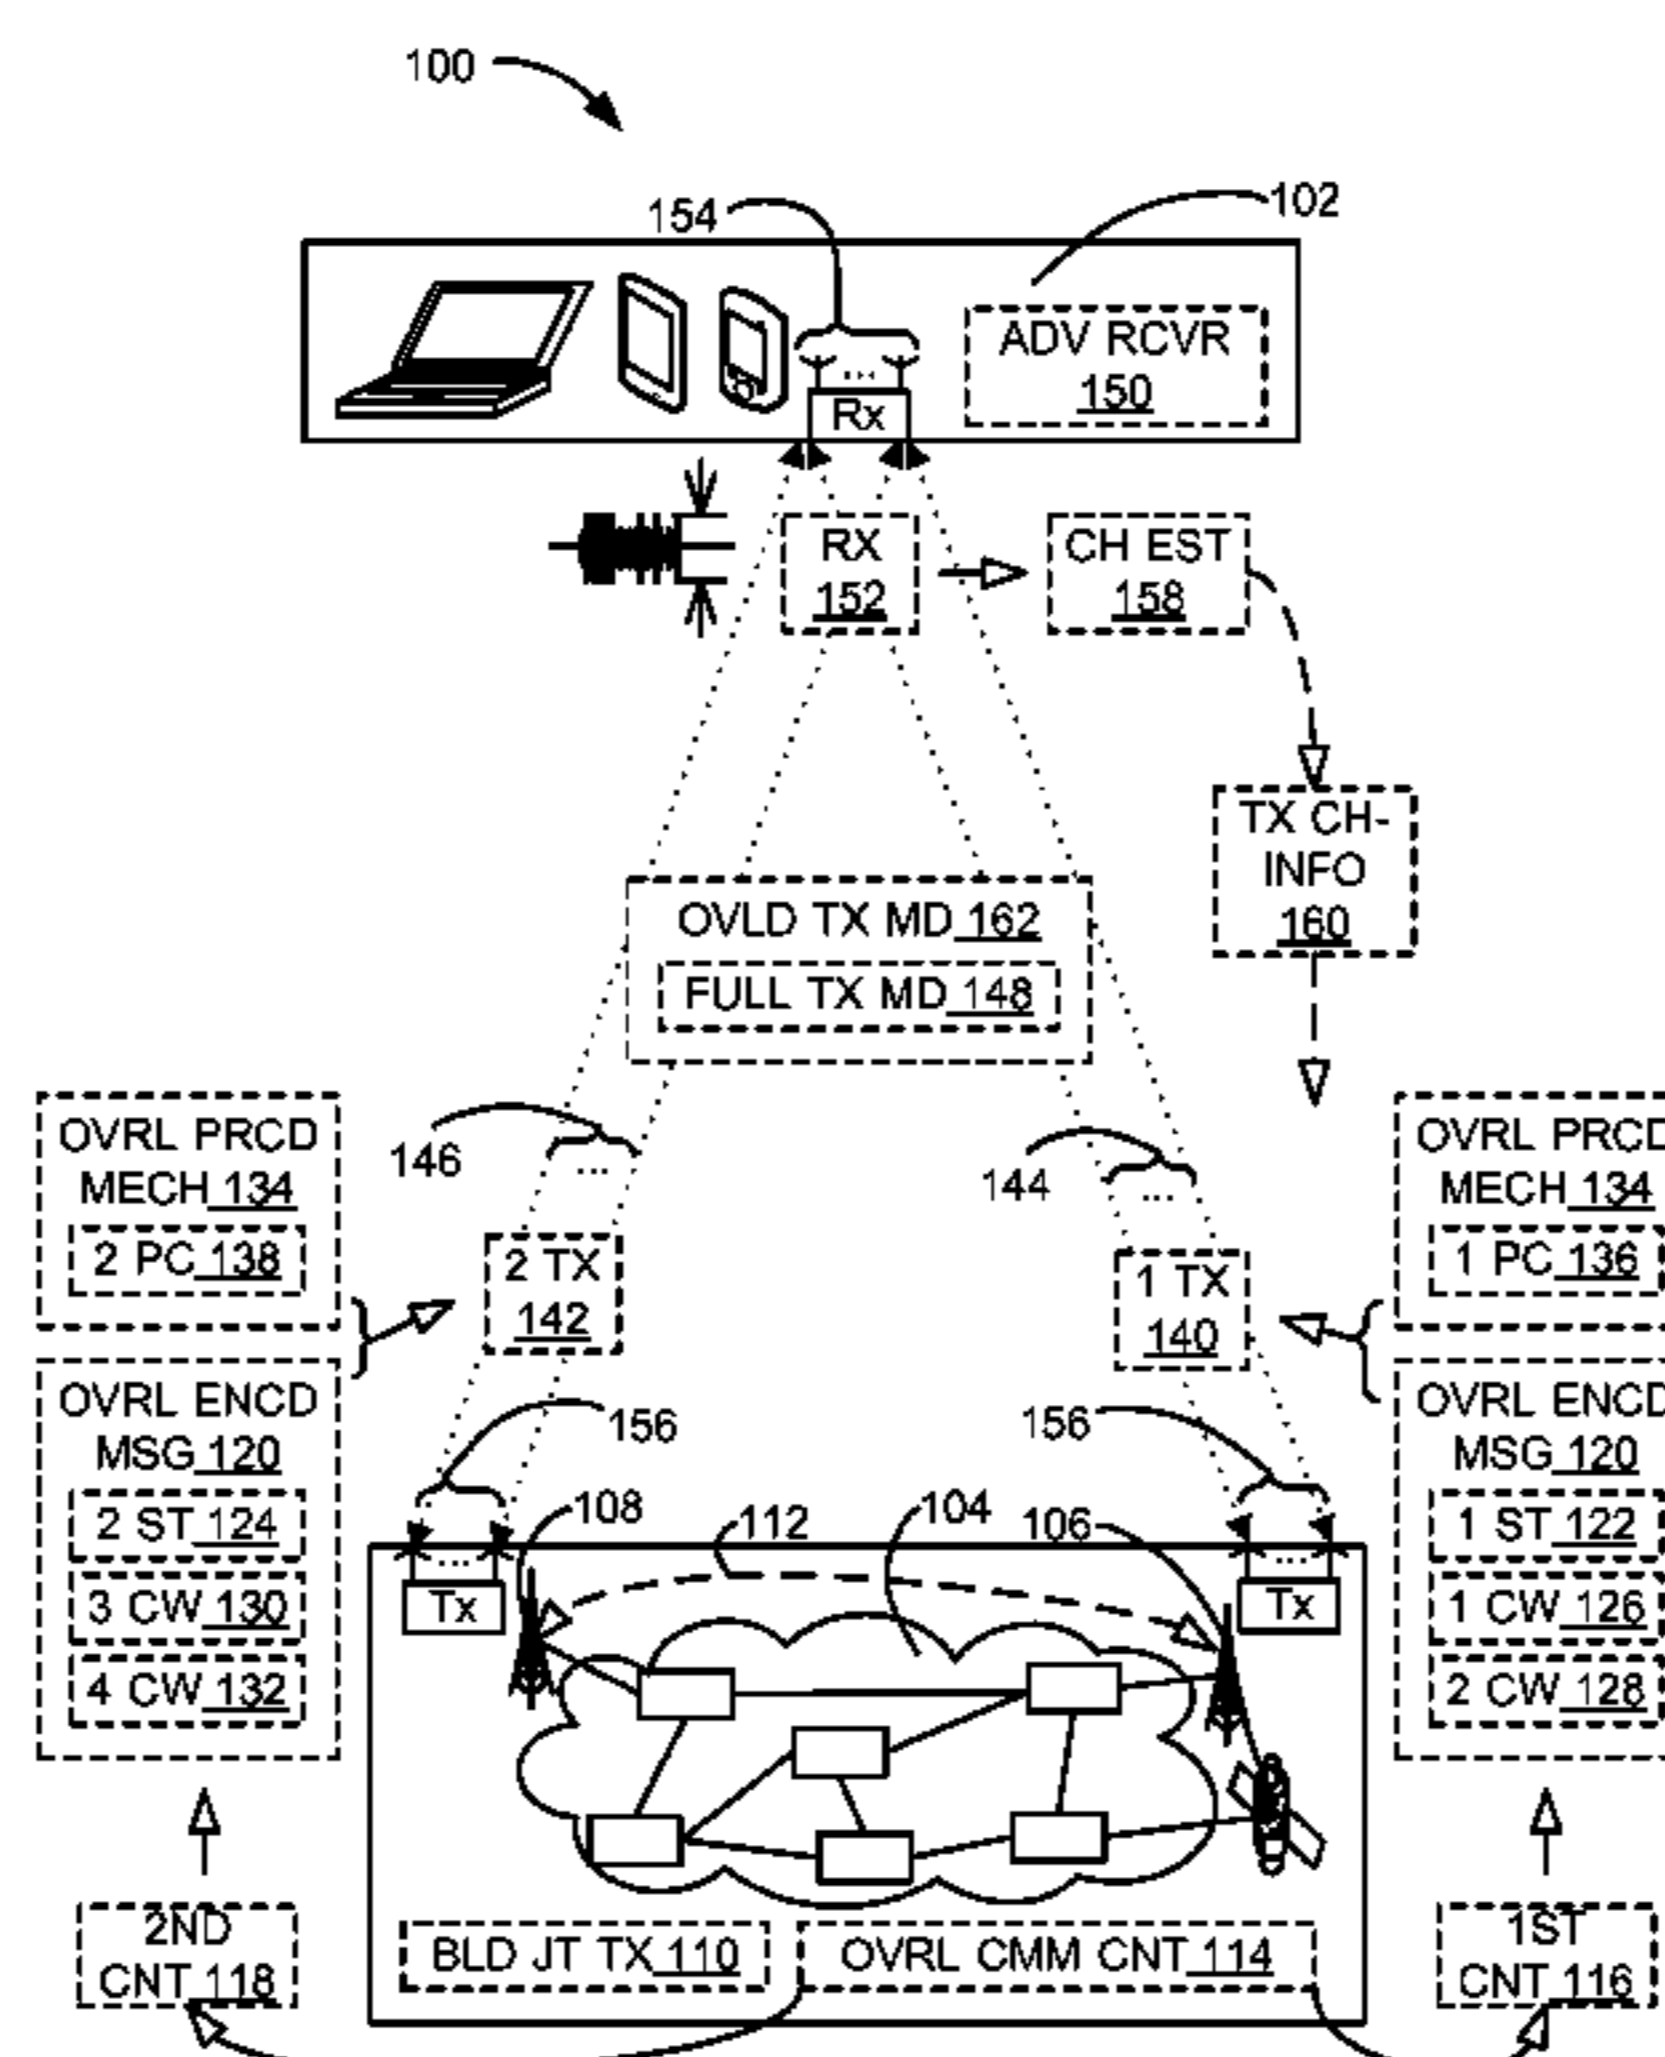 100
102
154
ADV RCVR
150
...
Rx
RX
152
CH EST
158
TX CH-
INFO
160
OVLD TX MD 162
FULL TX MD 148
OVRL PRCD
MECH 134
2 PC 138
146
...
144
...
OVRL PRCD
MECH 134
1 PC 136
2 TX
142
1 TX
140
OVRL ENCD
MSG 120
2 ST 124
3 CW 130
4 CW 132
156
156
OVRL ENCD
MSG 120
1 ST 122
1 CW 126
2 CW 128
108
112
104
106
...
Tx
...
Tx
2ND
CNT 118
BLD JT TX 110
OVRL CMM CNT 114
1ST
CNT 116